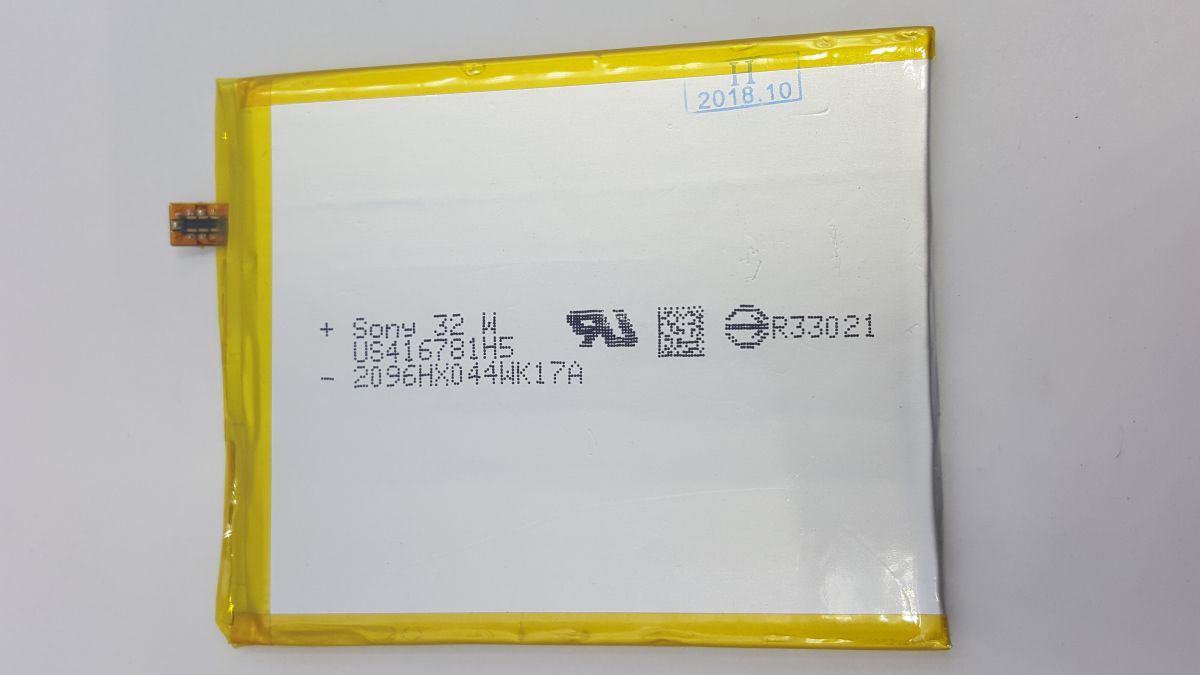 II
2018.10
+ Sony 32 W
US416781H5
- 2096HX044WK17A
R33021